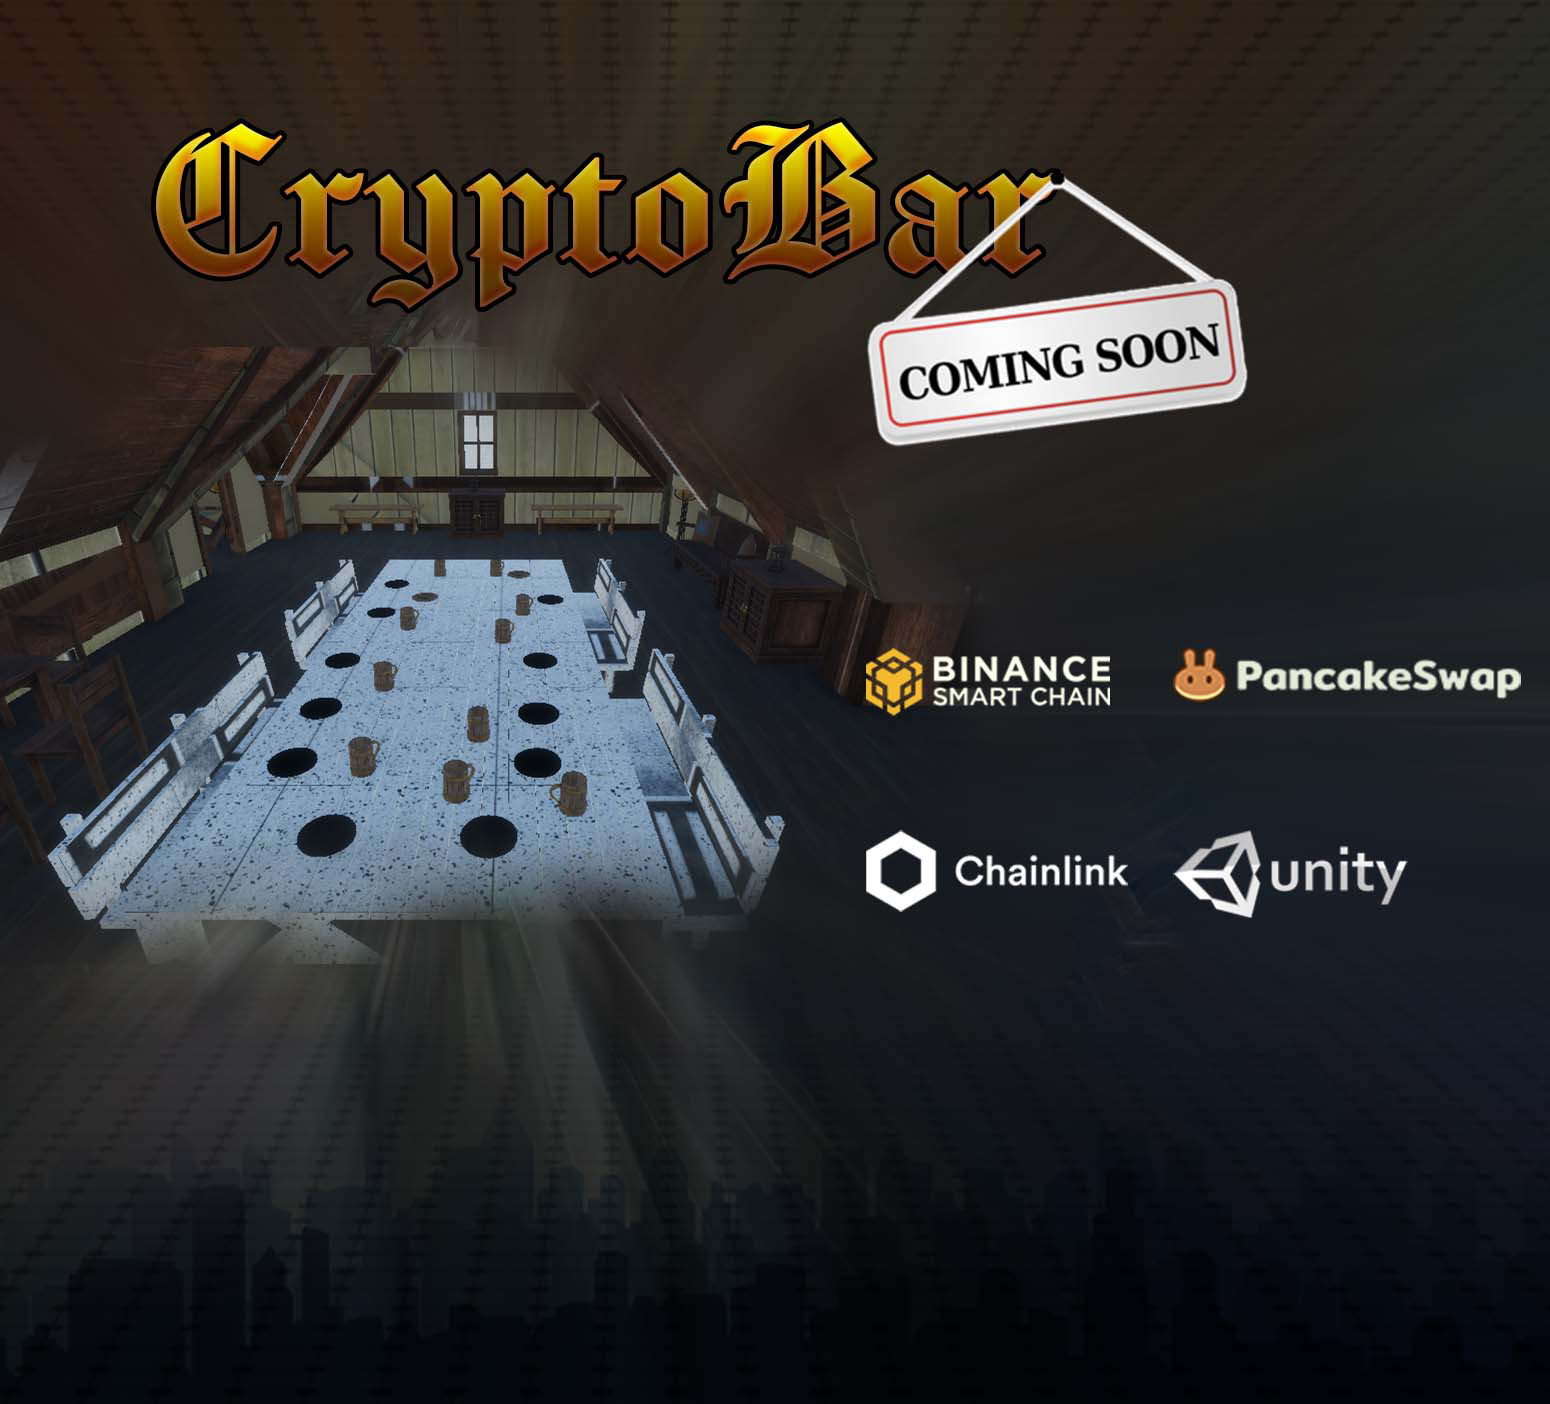 CryptoBar
COMING SOON
BINANCE
SMART CHAIN
PancakeSwap
Chainlink
unity